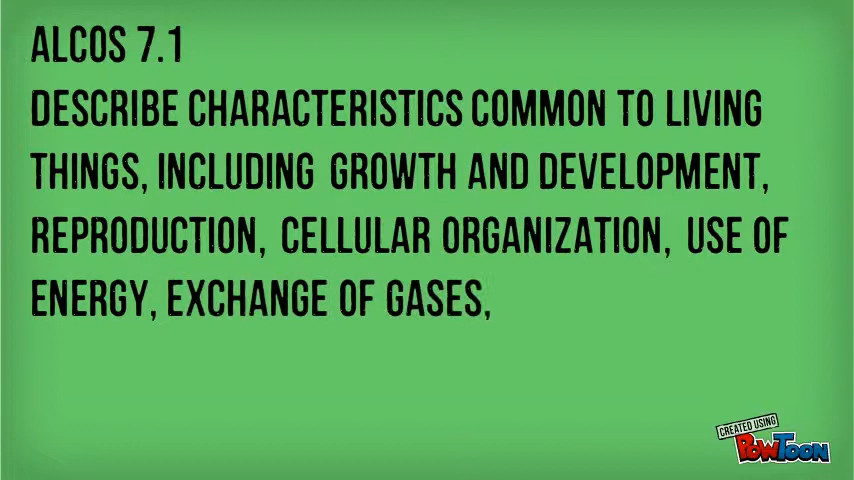 ALCOS 7.1
DESCRIBE CHARACTERISTICS COMMON TO LIVING
THINGS, INCLUDING GROWTH AND DEVELOPMENT,
REPRODUCTION, CELLULAR ORGANIZATION, USE OF
ENERGY, EXCHANGE OF GASES,
CREATED USING
POWTOON